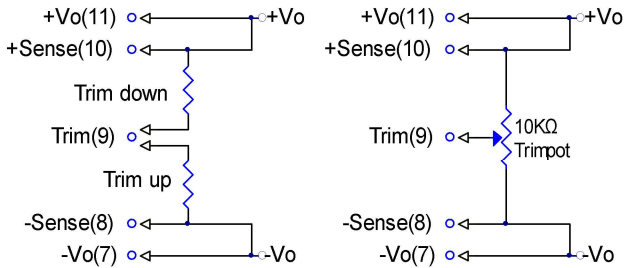 +Vo(11) +Vo
+Sense(10)
Trim down
Trim(9)
Trim up
-Sense(8)
-Vo(7) -Vo
+Vo(11) +Vo
+Sense(10)
10KΩ
Trim(9)
Trimpot
-Sense(8)
-Vo(7) -Vo